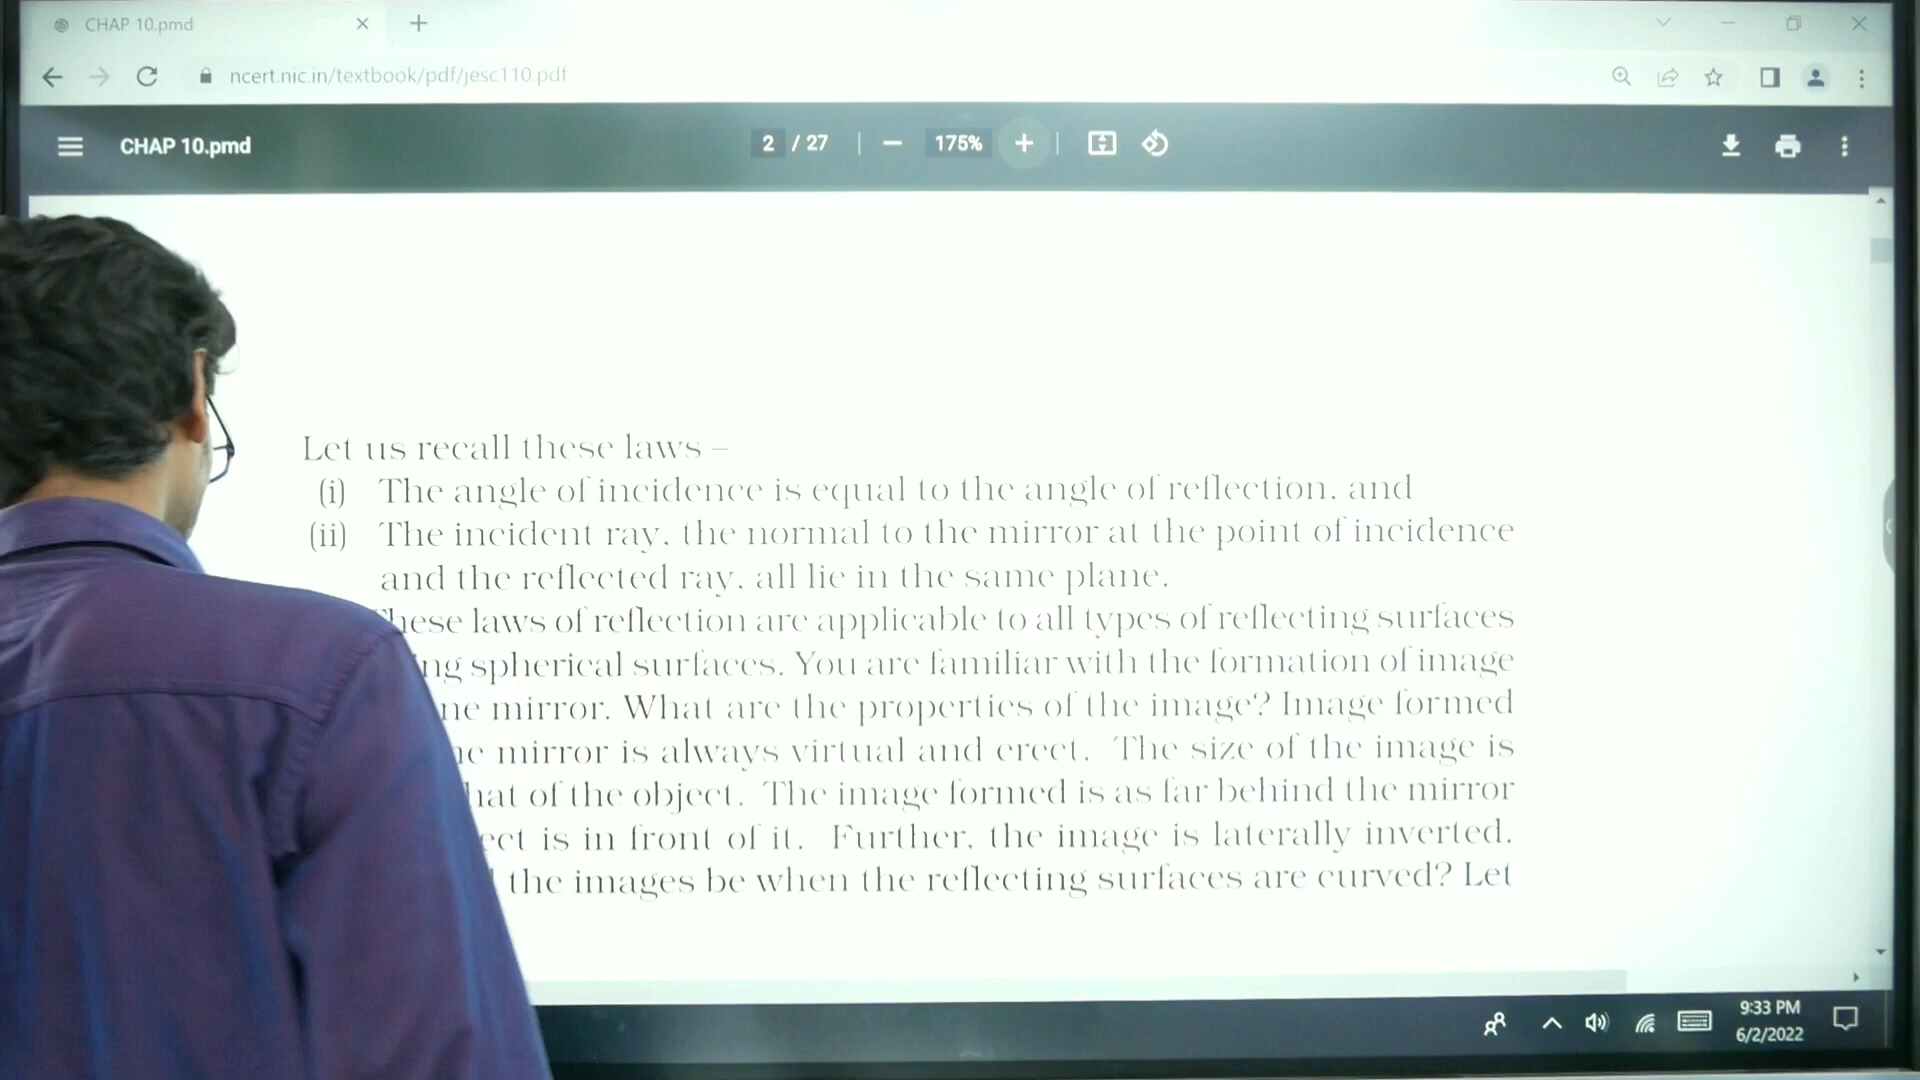 CHAP 10.pmd
ncert.nic.in/textbook/pdf/jesc110.pdf
CHAP 10.pmd
2 / 27
175%
Let us recall these laws –
(i) The angle of incidence is equal to the angle of reflection, and
(ii) The incident ray, the normal to the mirror at the point of incidence
and the reflected ray, all lie in the same plane.
laws of reflection are applicable to all types of reflecting surfaces
spherical surfaces. You are familiar with the formation of image
mirror. What are the properties of the image? Image formed
mirror is always virtual and erect. The size of the image is
of the object. The image formed is as far behind the mirror
is in front of it. Further, the image is laterally inverted.
the images be when the reflecting surfaces are curved? Let
9:33 PM
6/2/2022